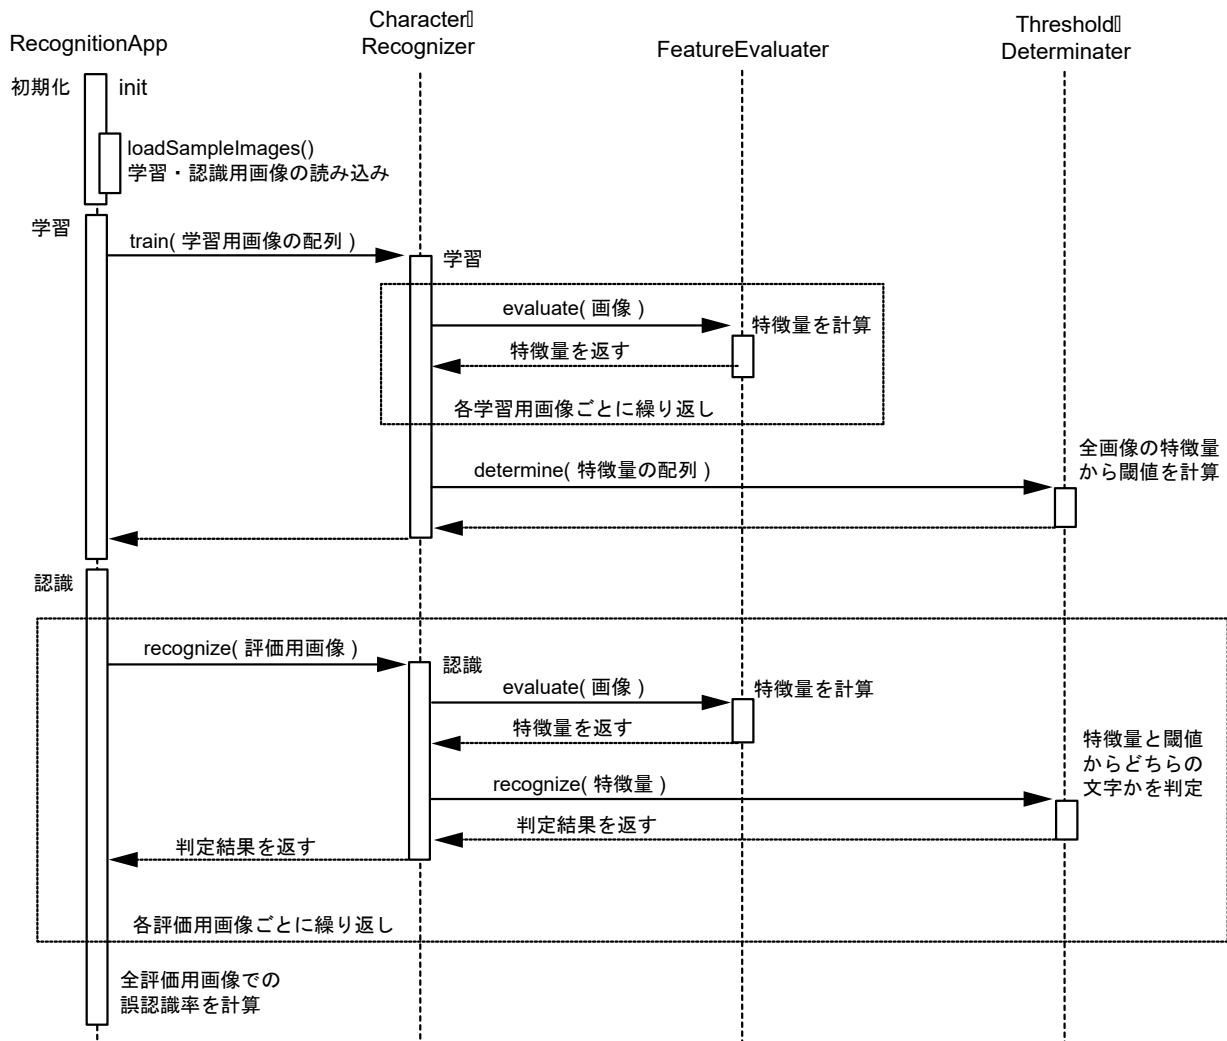 RecognitionApp
Character
Recognizer
FeatureEvaluater
Threshold
Determinater
初期化
init
loadSampleImages()
学習・認識用画像の読み込み
学習
train( 学習用画像の配列 )
学習
evaluate( 画像 )
特徴量を計算
特徴量を返す
各学習用画像ごとに繰り返し
determine( 特徴量の配列 )
全画像の特徴量
から閾値を計算
認識
recognize( 評価用画像 )
認識
evaluate( 画像 )
特徴量を計算
特徴量を返す
recognize( 特徴量 )
特徴量と閾値
からどちらの
文字かを判定
判定結果を返す
判定結果を返す
各評価用画像ごとに繰り返し
全評価用画像での
誤認識率を計算